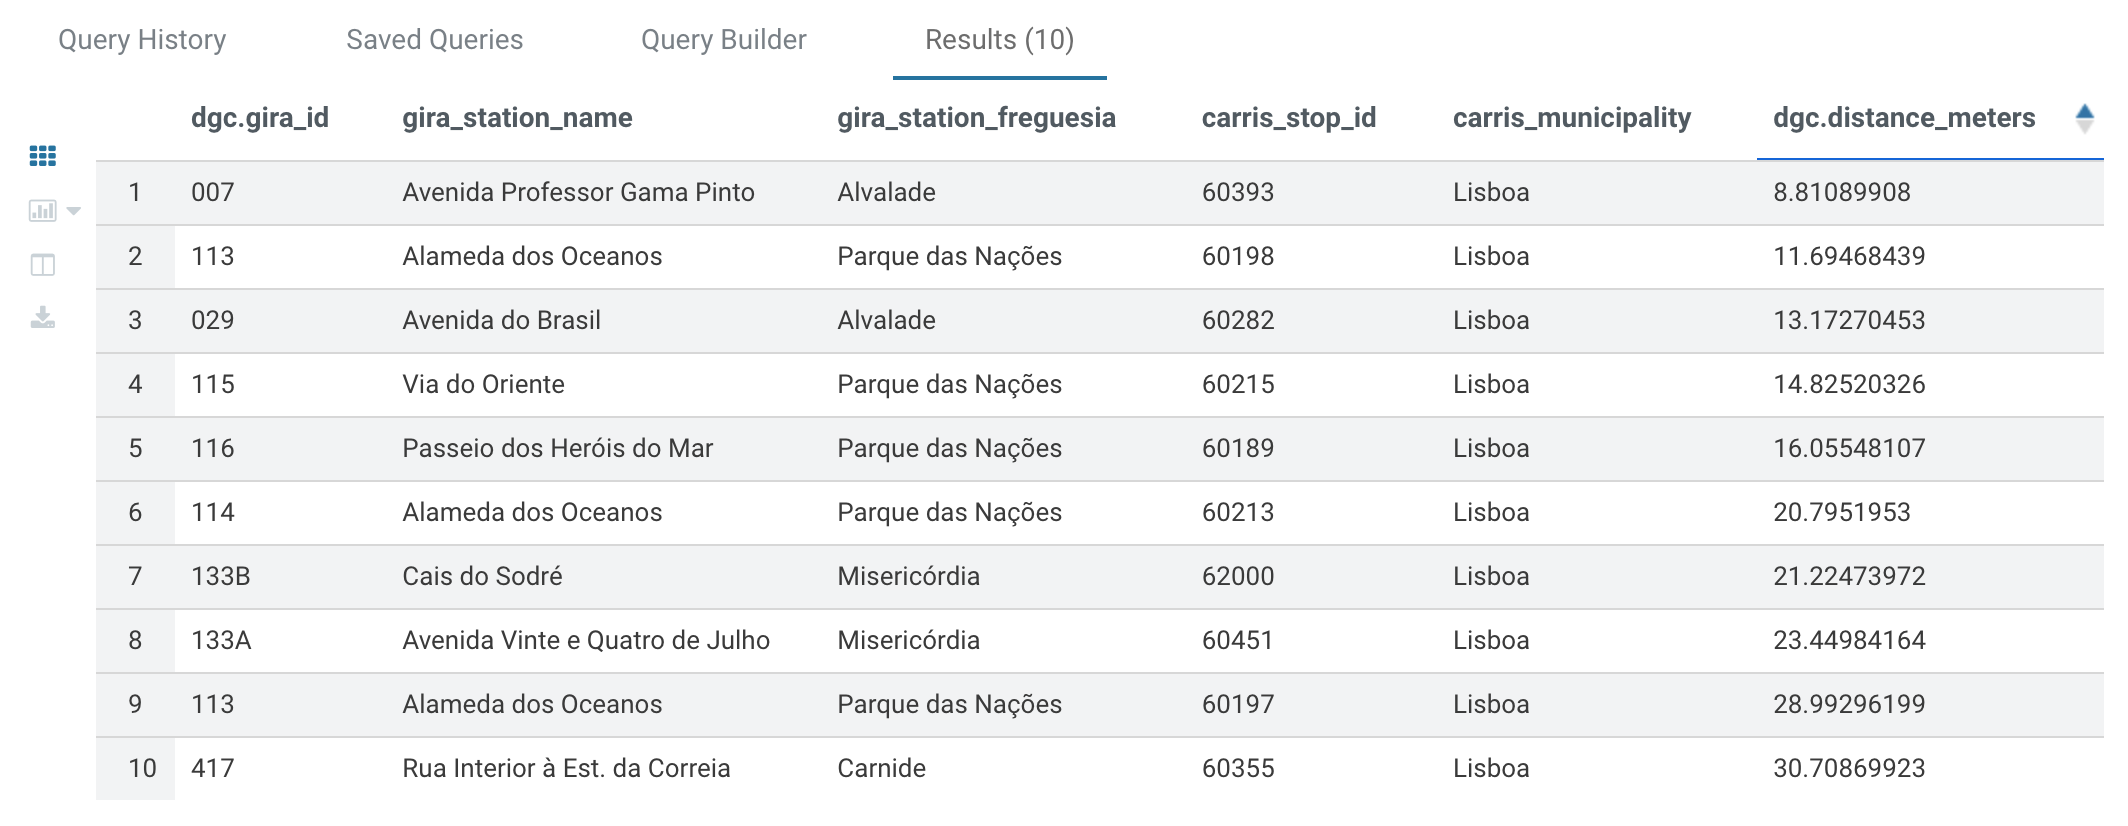 Query History Saved Queries Query Builder Results (10)
dgc.gira_id gira_station_name gira_station_freguesia carris_stop_id carris_municipality dgc.distance_meters
1 007 Avenida Professor Gama Pinto Alvalade 60393 Lisboa 8.81089908
2 113 Alameda dos Oceanos Parque das Nações 60198 Lisboa 11.69468439
3 029 Avenida do Brasil Alvalade 60282 Lisboa 13.17270453
4 115 Via do Oriente Parque das Nações 60215 Lisboa 14.82520326
5 116 Passeio dos Heróis do Mar Parque das Nações 60189 Lisboa 16.05548107
6 114 Alameda dos Oceanos Parque das Nações 60213 Lisboa 20.7951953
7 133B Cais do Sodré Misericórdia 62000 Lisboa 21.22473972
8 133A Avenida Vinte e Quatro de Julho Misericórdia 60451 Lisboa 23.44984164
9 113 Alameda dos Oceanos Parque das Nações 60197 Lisboa 28.99296199
10 417 Rua Interior à Est. da Correia Carnide 60355 Lisboa 30.70869923